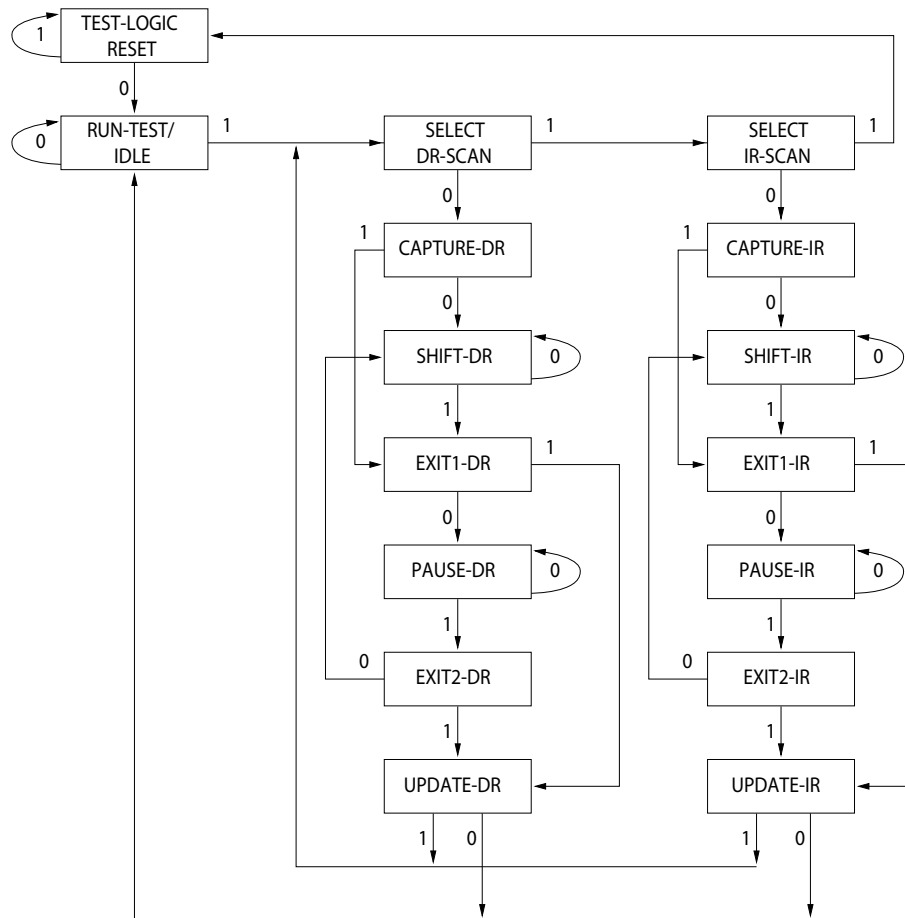 TEST-LOGIC
RESET
1
0
RUN-TEST/
IDLE
0
1
SELECT
DR-SCAN
1
SELECT
IR-SCAN
1
0
0
1
CAPTURE-DR
1
CAPTURE-IR
0
0
SHIFT-DR
0
SHIFT-IR
0
1
1
EXIT1-DR
1
EXIT1-IR
1
0
0
PAUSE-DR
0
PAUSE-IR
0
1
1
0
EXIT2-DR
0
EXIT2-IR
1
1
UPDATE-DR
UPDATE-IR
1
0
1
0